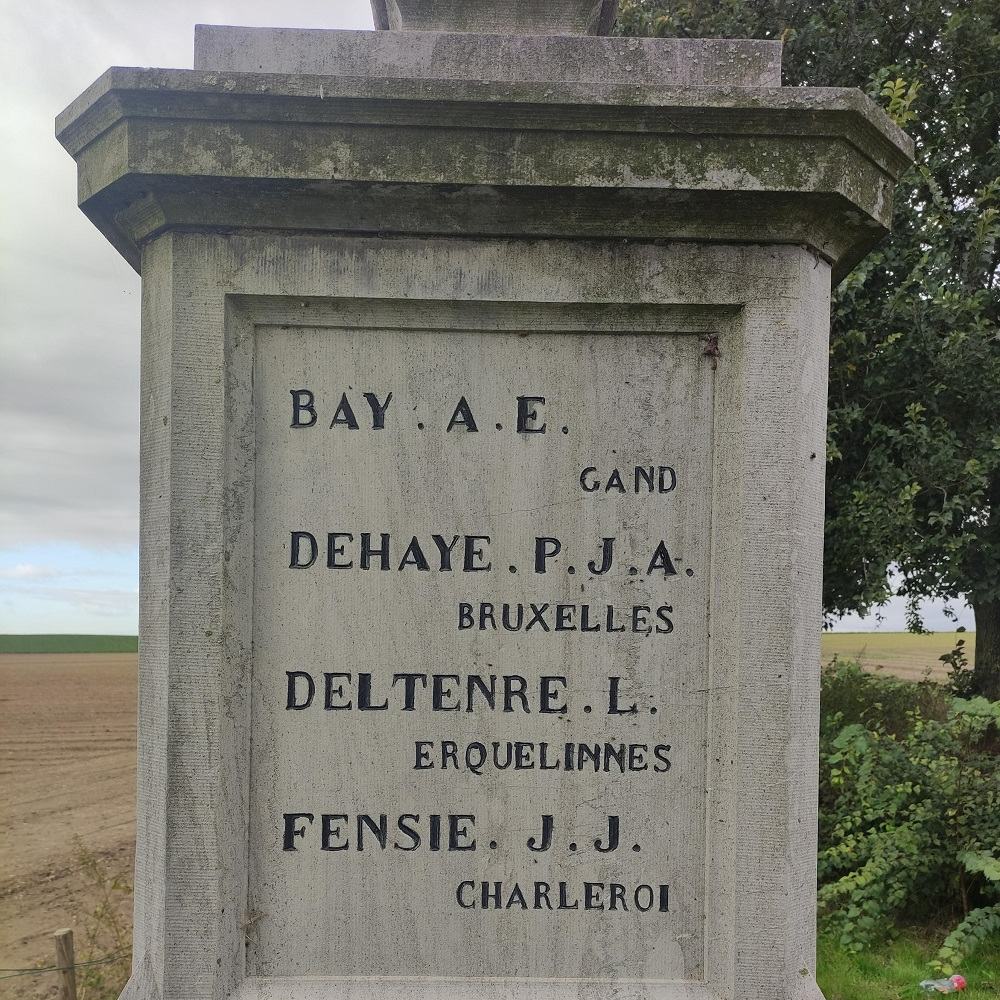 BAY . A . E .
GAND
DEHAYE . P . J . A .
BRUXELLES
DELTENRE . L .
ERQUELINNES
FENSIE . J . J .
CHARLEROI